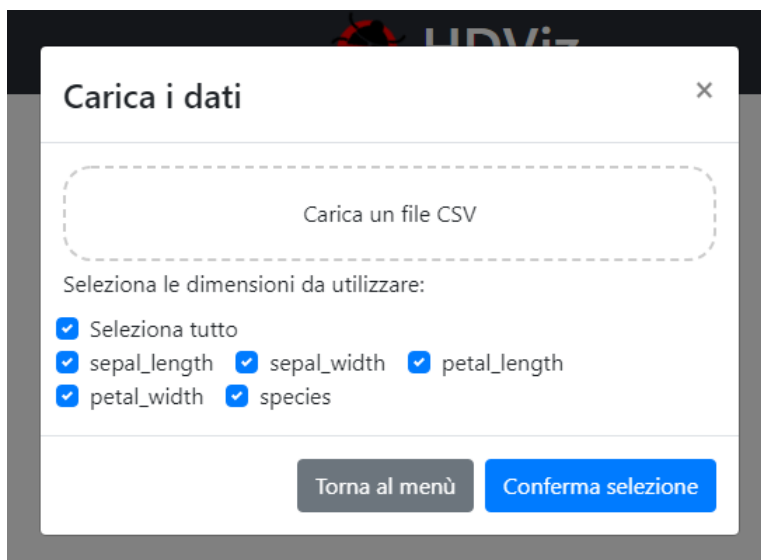 HDViz
Carica i dati
×
Carica un file CSV
Seleziona le dimensioni da utilizzare:
Seleziona tutto
sepal_length sepal_width petal_length
petal_width species
Torna al menù Conferma selezione